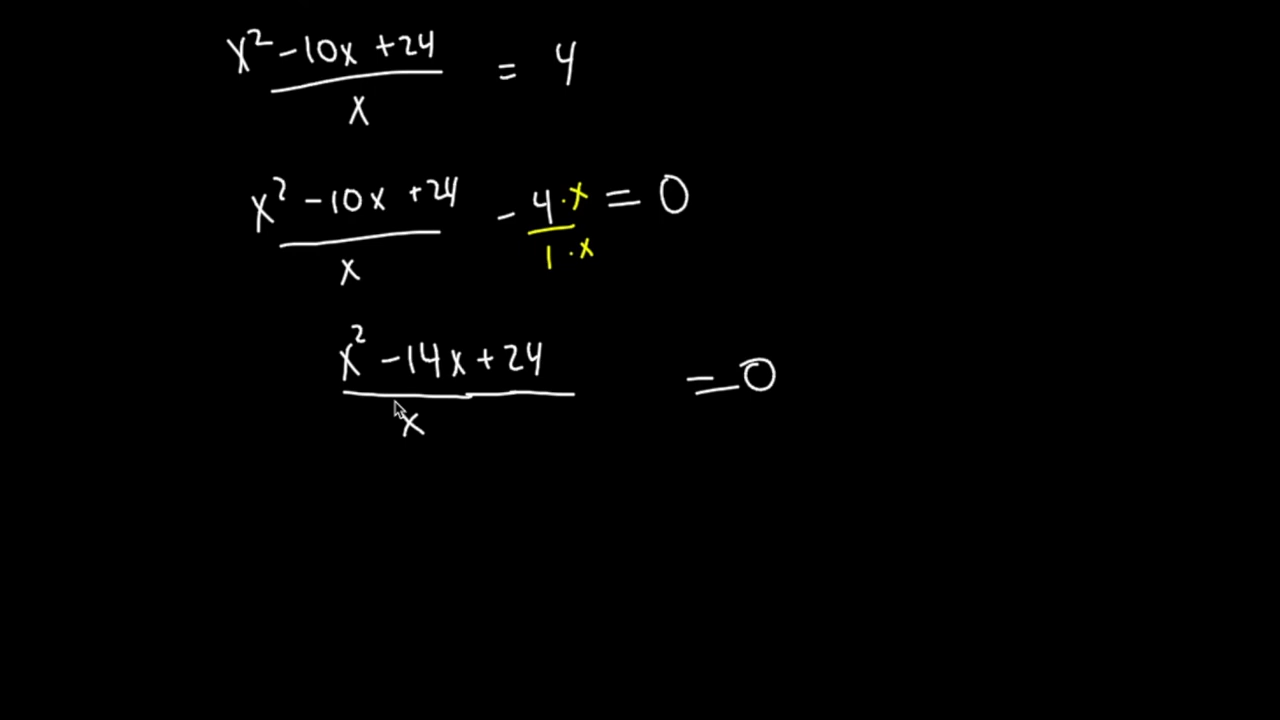 x² - 10x + 24
= 4
x
x² - 10x + 24
- 4 · x = 0
1 · x
x
x² - 14x + 24
= 0
x